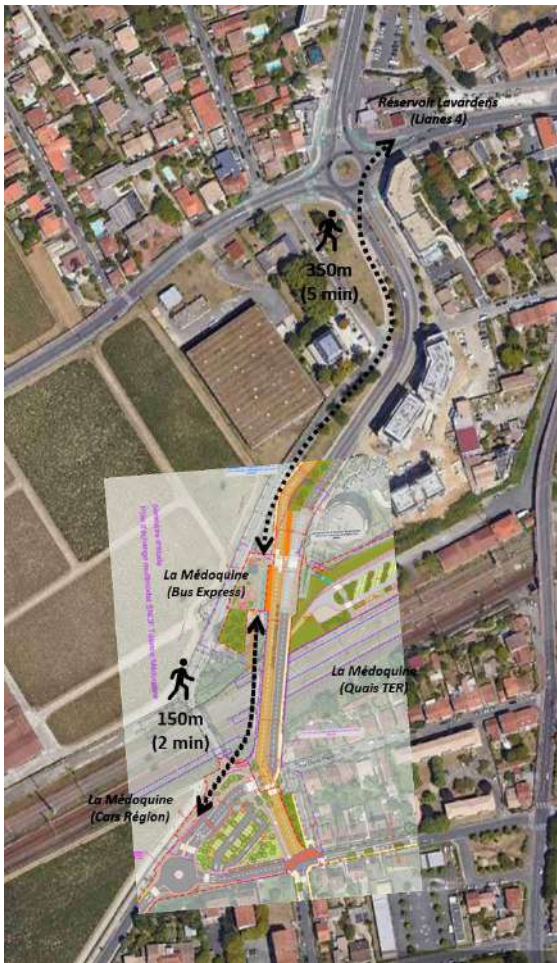 Réservoir Lavardens
(Lianes 4)
350m
(5 min)
La Médoquine
(Bus Express)
La Médoquine
(Quais TER)
150m
(2 min)
La Médoquine
(Cars Région)